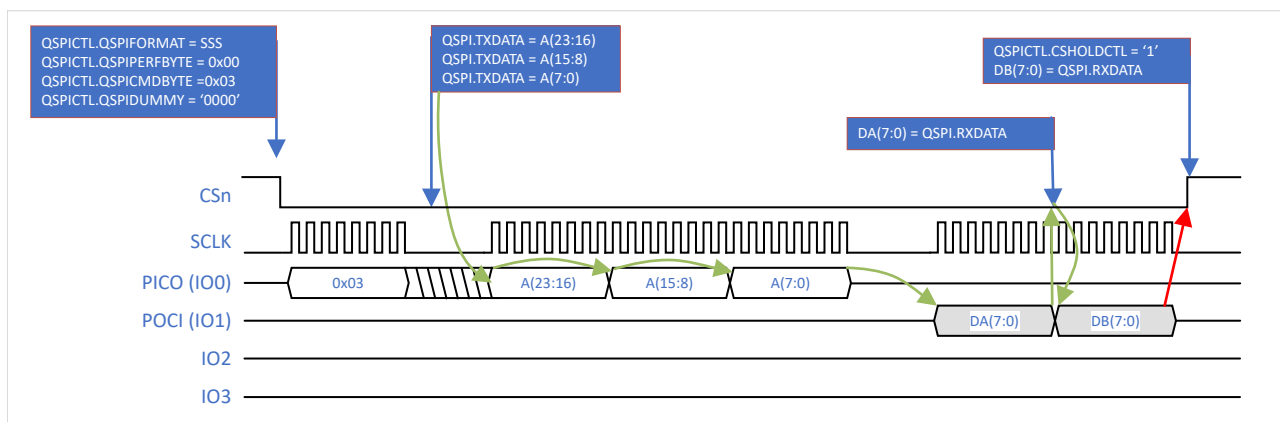 QSPICTL.QSPIFORMAT = SSS
QSPICTL.QSPIPERFBYTE = 0x00
QSPICTL.QSPICMDBYTE =0x03
QSPICTL.QSPIDUMMY = ‘0000’
QSPI.TXDATA = A(23:16)
QSPI.TXDATA = A(15:8)
QSPI.TXDATA = A(7:0)
QSPICTL.CSHOLDCTL = ‘1’
DB(7:0) = QSPI.RXDATA
DA(7:0) = QSPI.RXDATA
CSn
SCLK
PICO (IO0)
0x03
A(23:16)
A(15:8)
A(7:0)
POCI (IO1)
DA(7:0)
DB(7:0)
IO2
IO3